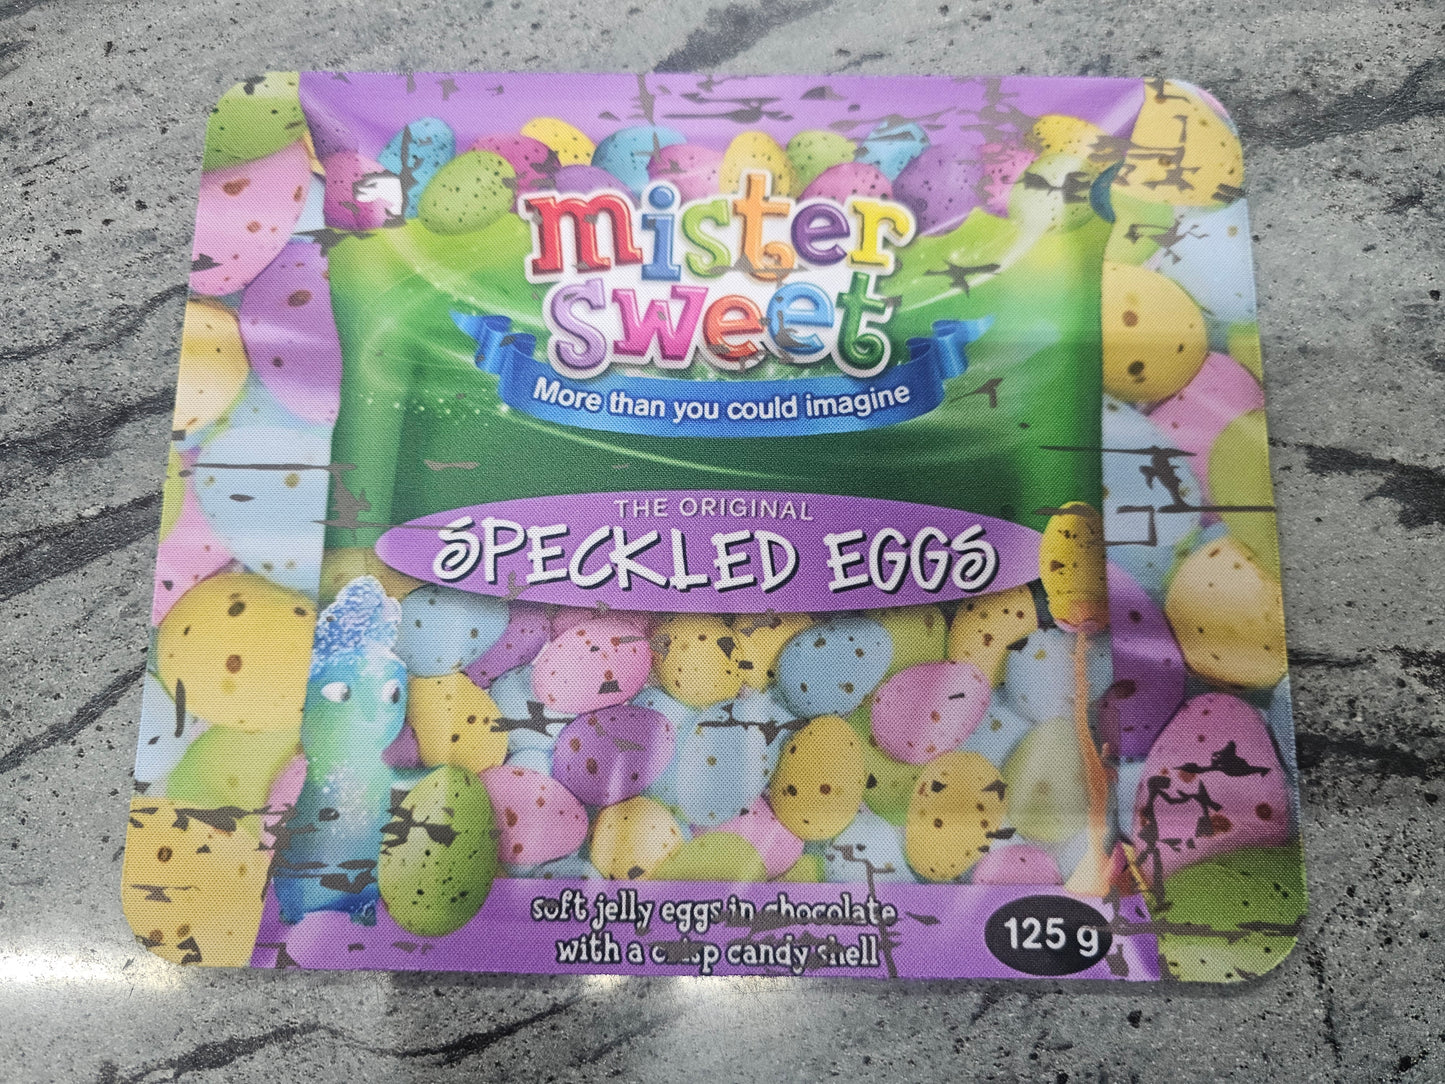 mister
sweet
More than you could imagine
THE ORIGINAL
SPECKLED EGGS
soft jelly eggs in chocolate
with a crisp candy shell
125 g